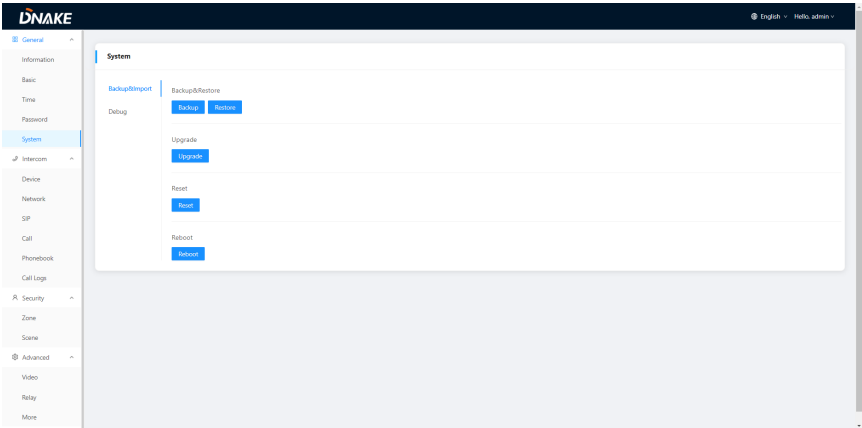 DNAKE
English
Hello, admin
General
Information
Basic
Time
Password
System
Intercom
Device
Network
SIP
Call
Phonebook
Call Logs
Security
Zone
Scene
Advanced
Video
Relay
More
System
Backup&Import
Debug
Backup&Restore
Backup
Restore
Upgrade
Upgrade
Reset
Reset
Reboot
Reboot